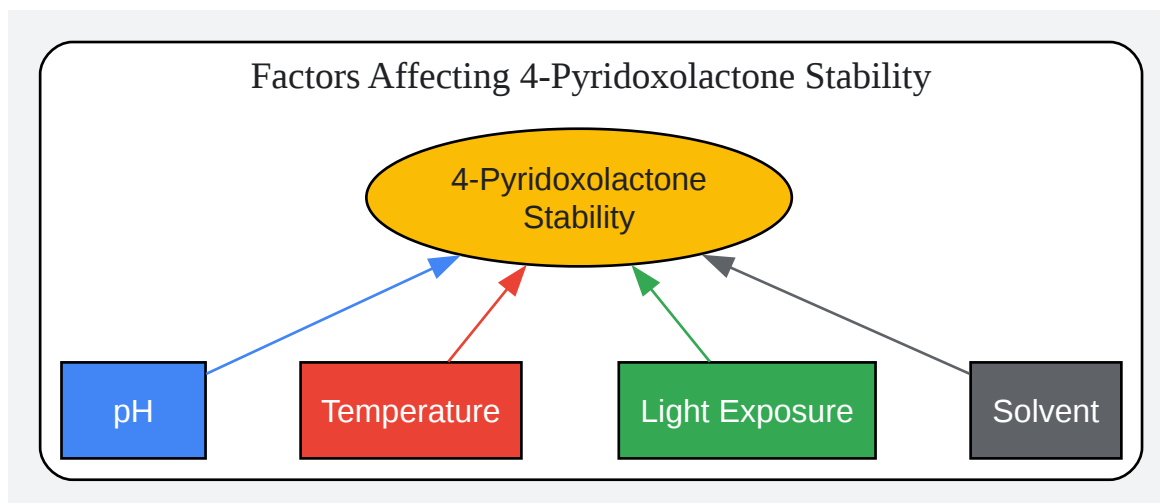 Factors Affecting 4-Pyridoxolactone Stability
4-Pyridoxolactone
Stability
pH
Temperature
Light Exposure
Solvent